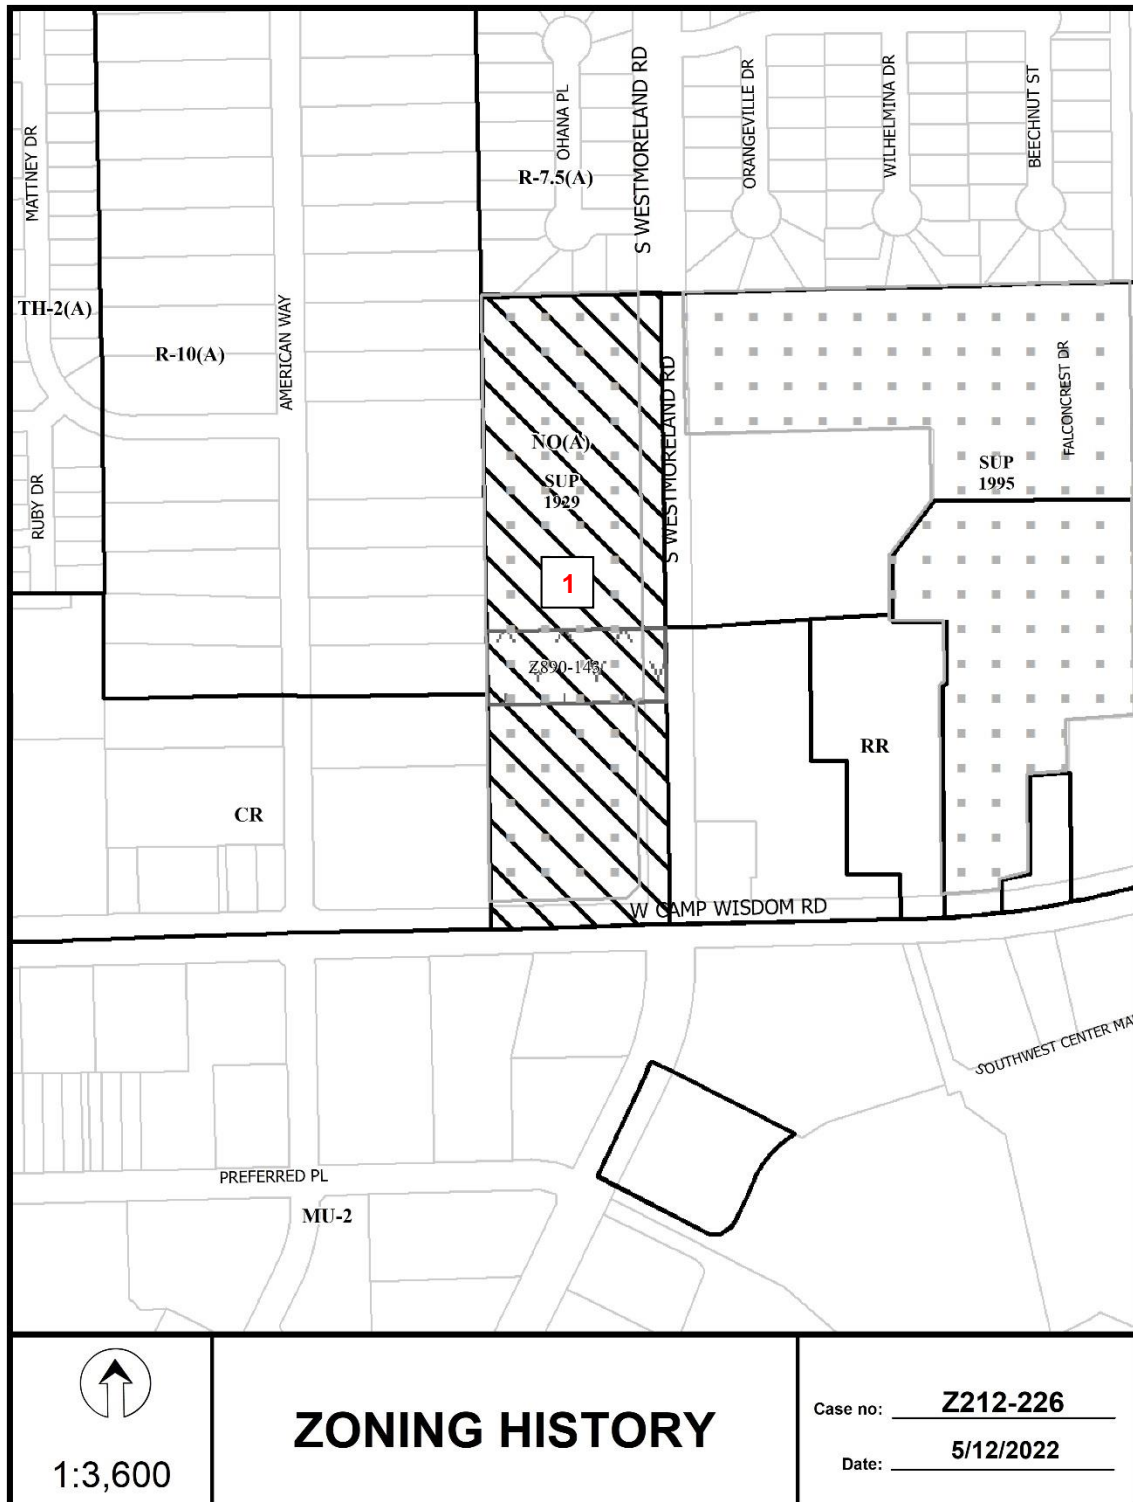 MATTNEY DR
OHANA PL
S WESTMORELAND RD
ORANGEVILLE DR
WILHELMINA DR
BEECHNUT ST
R-7.5(A)
TH-2(A)
R-10(A)
AMERICAN WAY
S WESTMORELAND RD
FALCONCREST DR
NO(A)
SUP
1929
SUP
1995
RUBY DR
1
Z890-143
RR
CR
W CAMP WISDOM RD
SOUTHWEST CENTER
PREFERRED PL
MU-2
1:3,600
ZONING HISTORY
Case no: Z212-226
Date: 5/12/2022